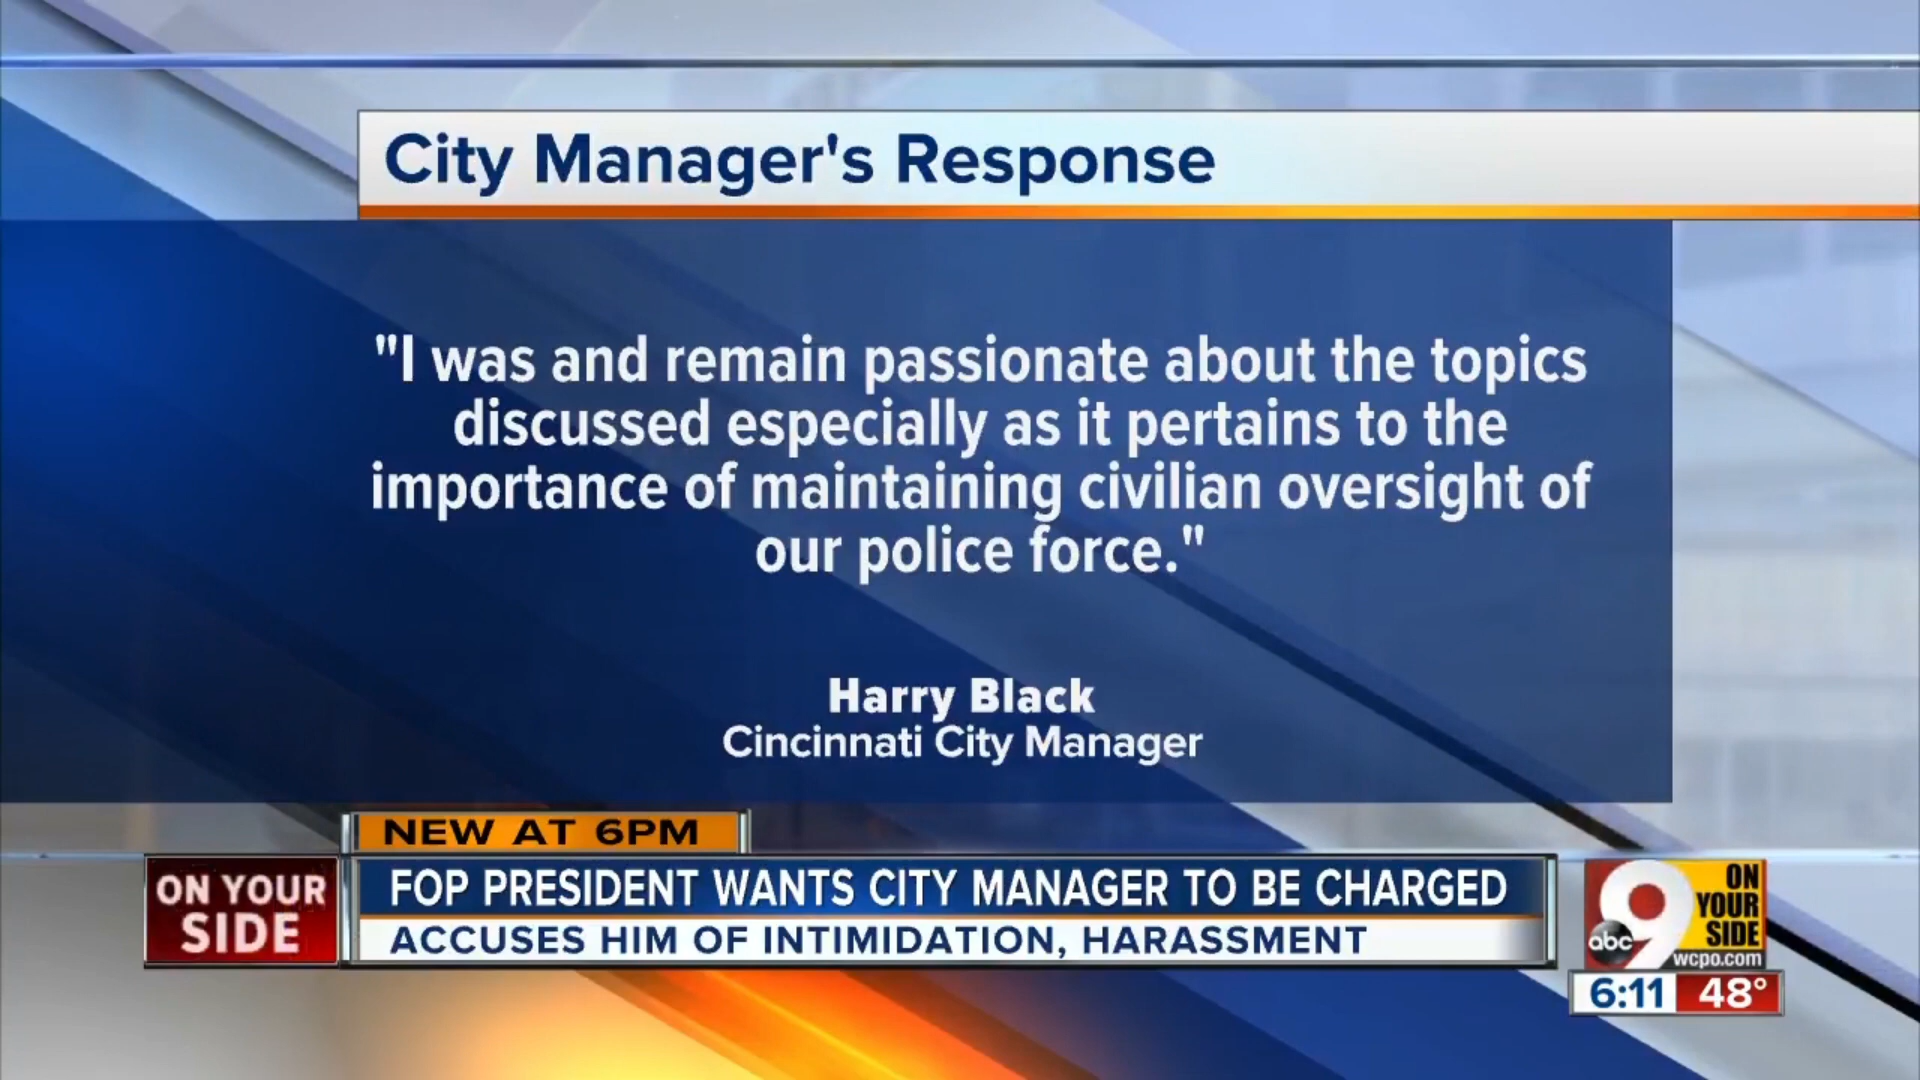 City Manager's Response
"I was and remain passionate about the topics
discussed especially as it pertains to the
importance of maintaining civilian oversight of
our police force."
Harry Black
Cincinnati City Manager
NEW AT 6PM
ON YOUR
SIDE
FOP PRESIDENT WANTS CITY MANAGER TO BE CHARGED
ACCUSES HIM OF INTIMIDATION, HARASSMENT
9
abc
ON
YOUR
SIDE
wcpo.com
6:11 48°